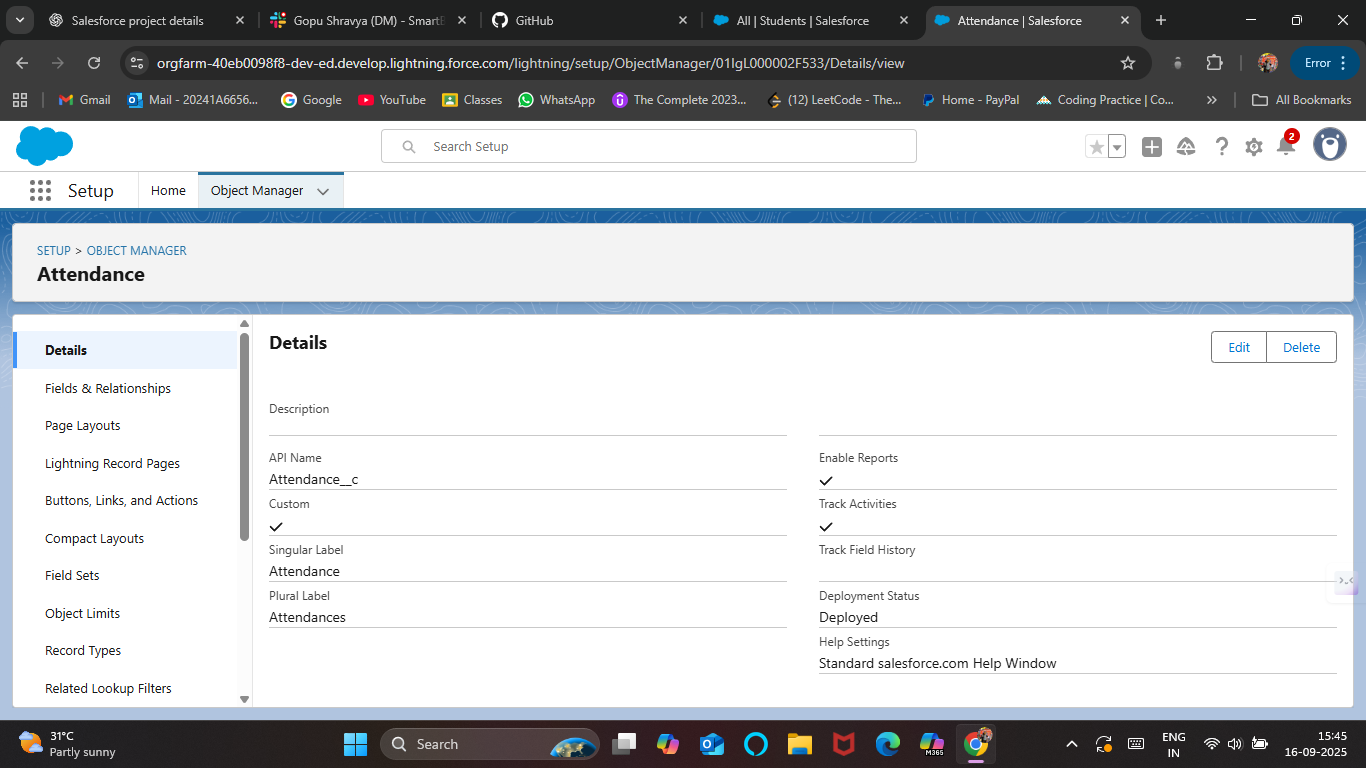 Salesforce project details
Gopu Shravya (DM) - SmartB
GitHub
All | Students | Salesforce
Attendance | Salesforce
orgfarm-40eb0098f8-dev-ed.develop.lightning.force.com/lightning/setup/ObjectManager/01IgL000002F533/Details/view
Error
Gmail
Mail - 20241A6656...
Google
YouTube
Classes
WhatsApp
The Complete 2023...
(12) LeetCode - The...
Home - PayPal
Coding Practice | Co...
All Bookmarks
Search Setup
2
Setup
Home
Object Manager
SETUP > OBJECT MANAGER
Attendance
Details
Fields & Relationships
Page Layouts
Lightning Record Pages
Buttons, Links, and Actions
Compact Layouts
Field Sets
Object Limits
Record Types
Related Lookup Filters
Details
Edit
Delete
Description
API Name
Attendance__c
Custom
Singular Label
Attendance
Plural Label
Attendances
Enable Reports
Track Activities
Track Field History
Deployment Status
Deployed
Help Settings
Standard salesforce.com Help Window
31°C
Partly sunny
Search
M365
ENG
IN
15:45
16-09-2025